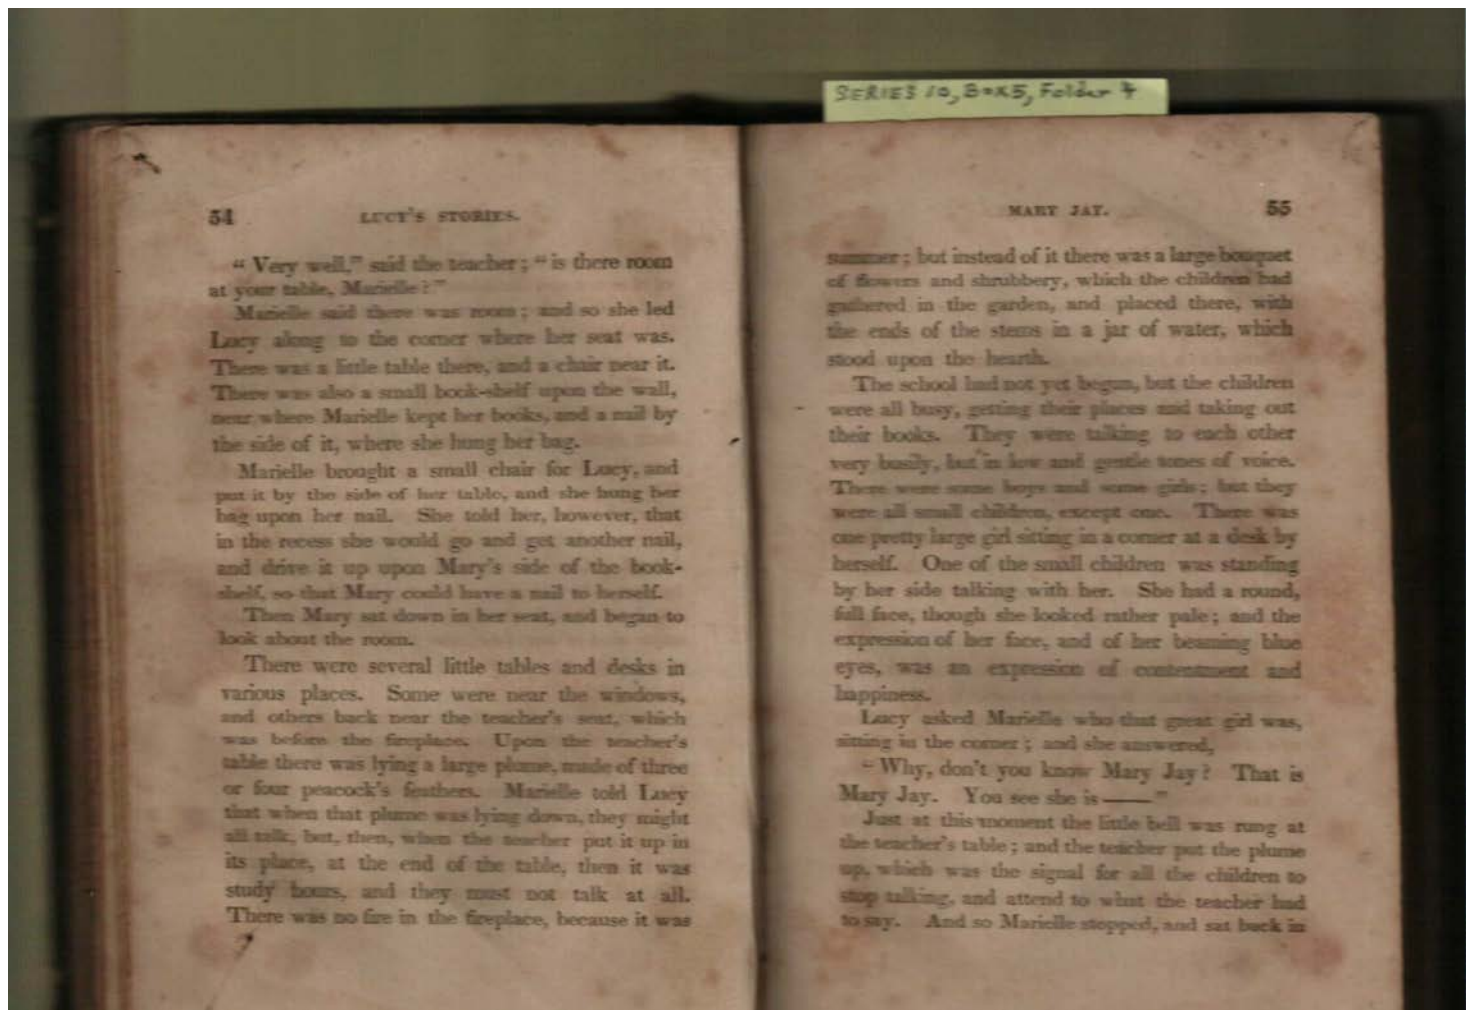 SERIES 10, BOX5, Folder 4
54 LUCY'S STORIES.
“ Very well,” said the teacher ; “ is there room
at your table, Marielle ? ”
Marielle said there was room ; and so she led
Lucy along to the corner where her seat was.
There was a little table there, and a chair near it.
There was also a small book-shelf upon the wall,
near where Marielle kept her books, and a nail by
the side of it, where she hung her bag.
Marielle brought a small chair for Lucy, and
put it by the side of her table, and she hung her
bag upon her nail. She told her, however, that
in the recess she would go and get another nail,
and drive it up upon Mary's side of the book-
shelf, so that Mary could have a nail to herself.
Then Mary sat down in her seat, and began to
look about the room.
There were several little tables and desks in
various places. Some were near the windows,
and others back near the teacher's seat, which
was before the fireplace. Upon the teacher's
table there was lying a large plume, made of three
or four peacock's feathers. Marielle told Lucy
that when that plume was lying down, they might
all talk, but, then, when the teacher put it up in
its place, at the end of the table, then it was
study hours, and they must not talk at all.
There was no fire in the fireplace, because it was
MARY JAY. 55
summer ; but instead of it there was a large bouquet
of flowers and shrubbery, which the children had
gathered in the garden, and placed there, with
the ends of the stems in a jar of water, which
stood upon the hearth.
The school had not yet begun, but the children
were all busy, getting their places and taking out
their books. They were talking to each other
very busily, but in low and gentle tones of voice.
There were some boys and some girls ; but they
were all small children, except one. There was
one pretty large girl sitting in a corner at a desk by
herself. One of the small children was standing
by her side talking with her. She had a round,
full face, though she looked rather pale ; and the
expression of her face, and of her beaming blue
eyes, was an expression of contentment and
happiness.
Lucy asked Marielle who that great girl was,
sitting in the corner ; and she answered,
“ Why, don't you know Mary Jay ? That is
Mary Jay. You see she is —— ”
Just at this moment the little bell was rung at
the teacher's table ; and the teacher put the plume
up, which was the signal for all the children to
stop talking, and attend to what the teacher had
to say. And so Marielle stopped, and sat back in